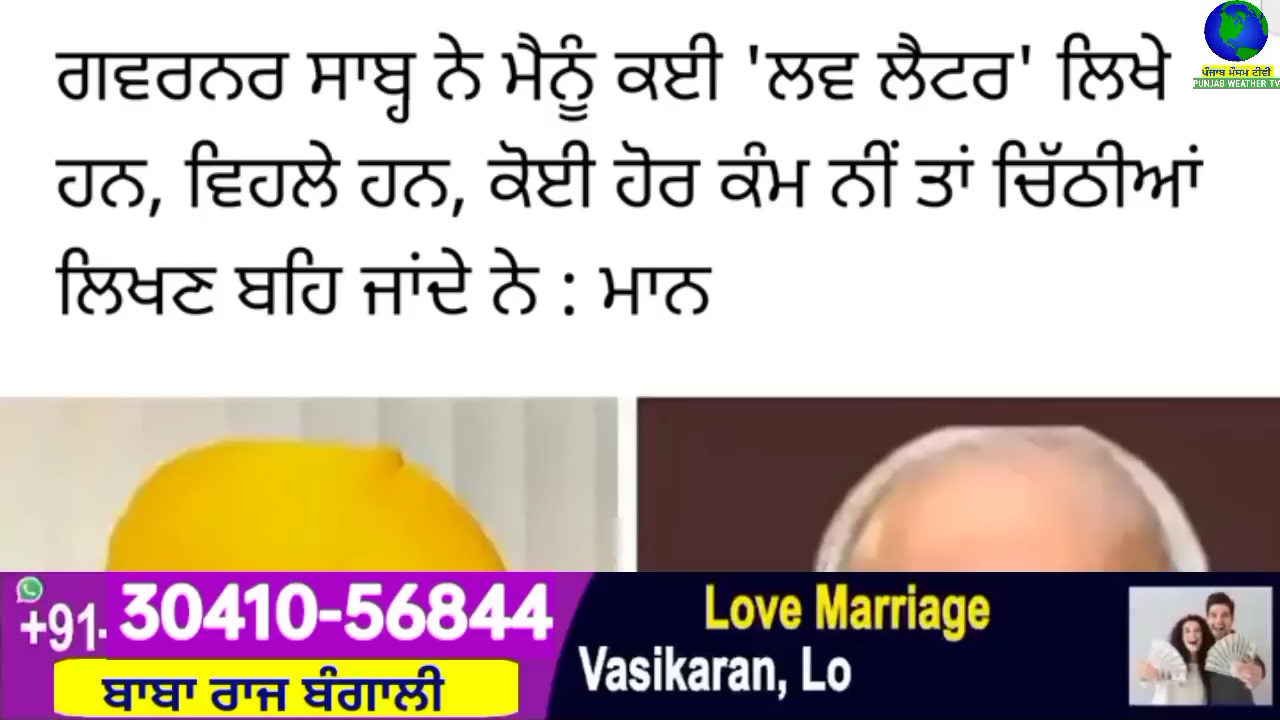 ਗਵਰਨਰ ਸਾਬ੍ਹ ਨੇ ਮੈਨੂੰ ਕਈ 'ਲਵ ਲੈਟਰ' ਲਿਖੇ
ਹਨ, ਵਿਹਲੇ ਹਨ, ਕੋਈ ਹੋਰ ਕੰਮ ਨੀਂ ਤਾਂ ਚਿੱਠੀਆਂ
ਲਿਖਣ ਬਹਿ ਜਾਂਦੇ ਨੇ : ਮਾਨ
ਪੰਜਾਬ ਮੌਸਮ ਟੀਵੀ
PUNJAB WEATHER TV
+91- 30410-56844
ਬਾਬਾ ਰਾਜ ਬੰਗਾਲੀ
Love Marriage
Vasikaran, Lo